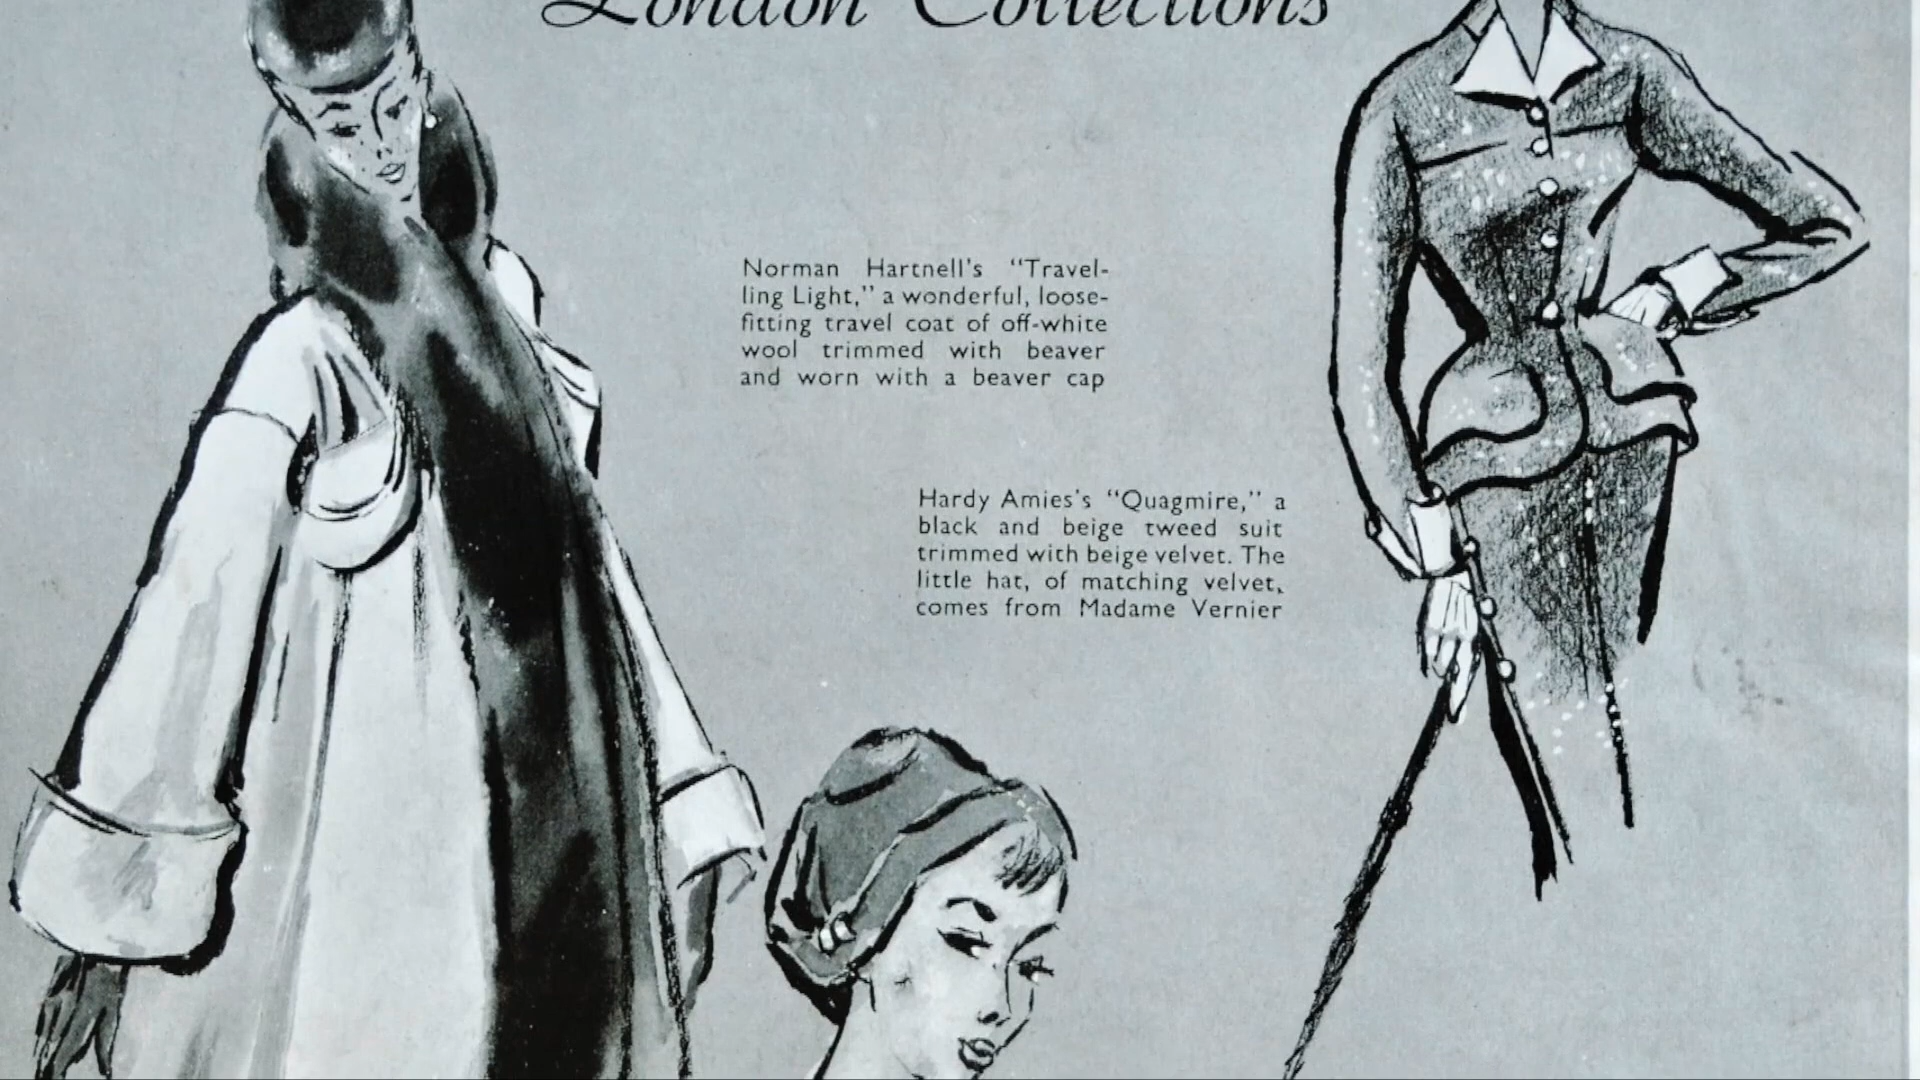 London Collections
Norman Hartnell's "Travel-
ling Light," a wonderful, loose-
fitting travel coat of off-white
wool trimmed with beaver
and worn with a beaver cap
Hardy Amies's "Quagmire," a
black and beige tweed suit
trimmed with beige velvet. The
little hat, of matching velvet,
comes from Madame Vernier